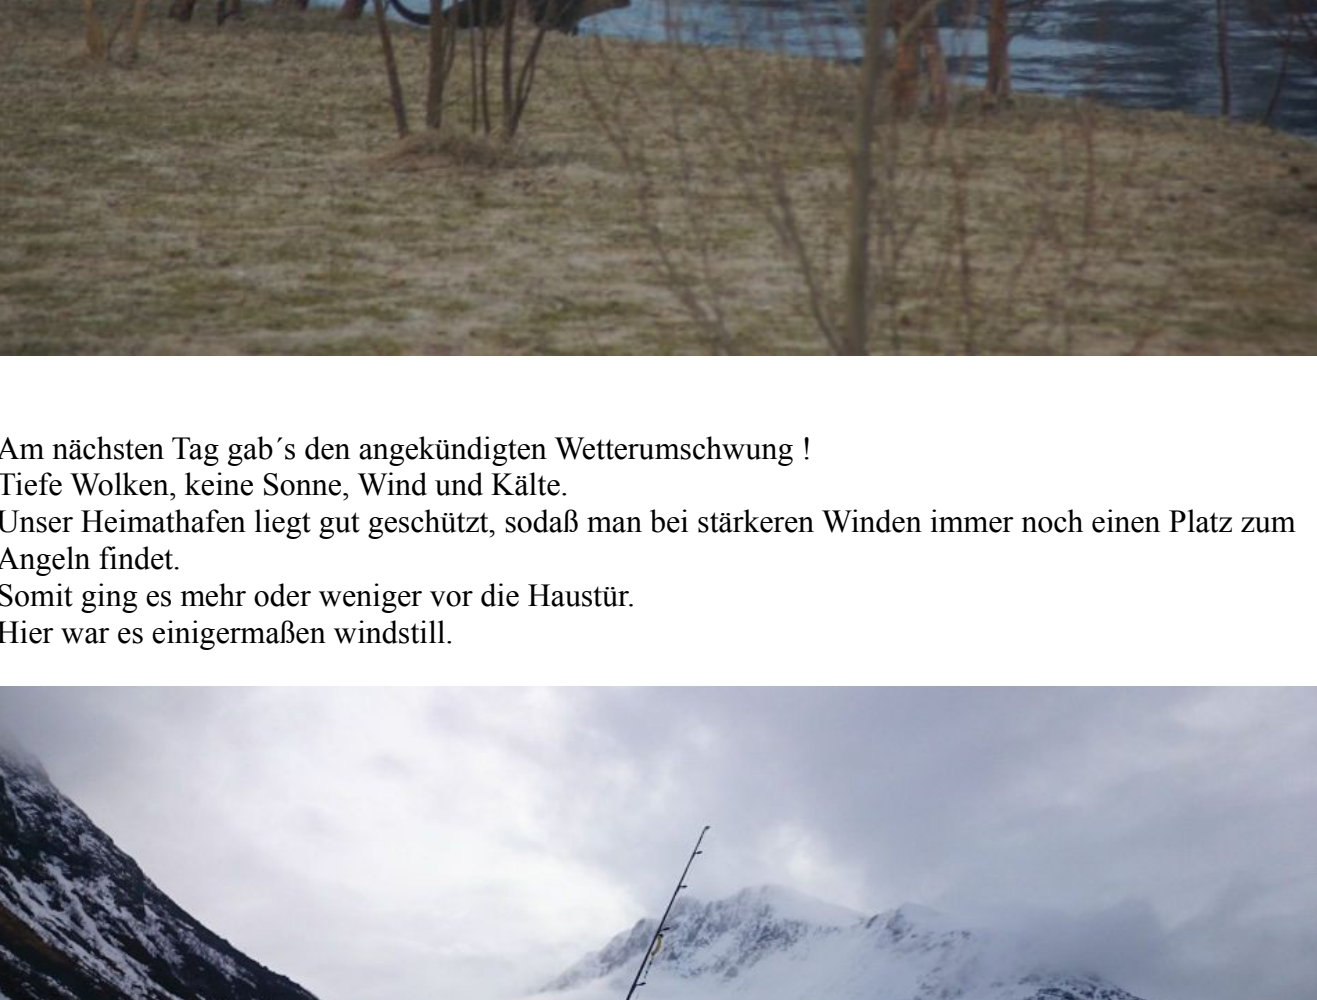 Am nächsten Tag gab´s den angekündigten Wetterumschwung !
Tiefe Wolken, keine Sonne, Wind und Kälte.
Unser Heimathafen liegt gut geschützt, sodaß man bei stärkeren Winden immer noch einen Platz zum
Angeln findet.
Somit ging es mehr oder weniger vor die Haustür.
Hier war es einigermaßen windstill.